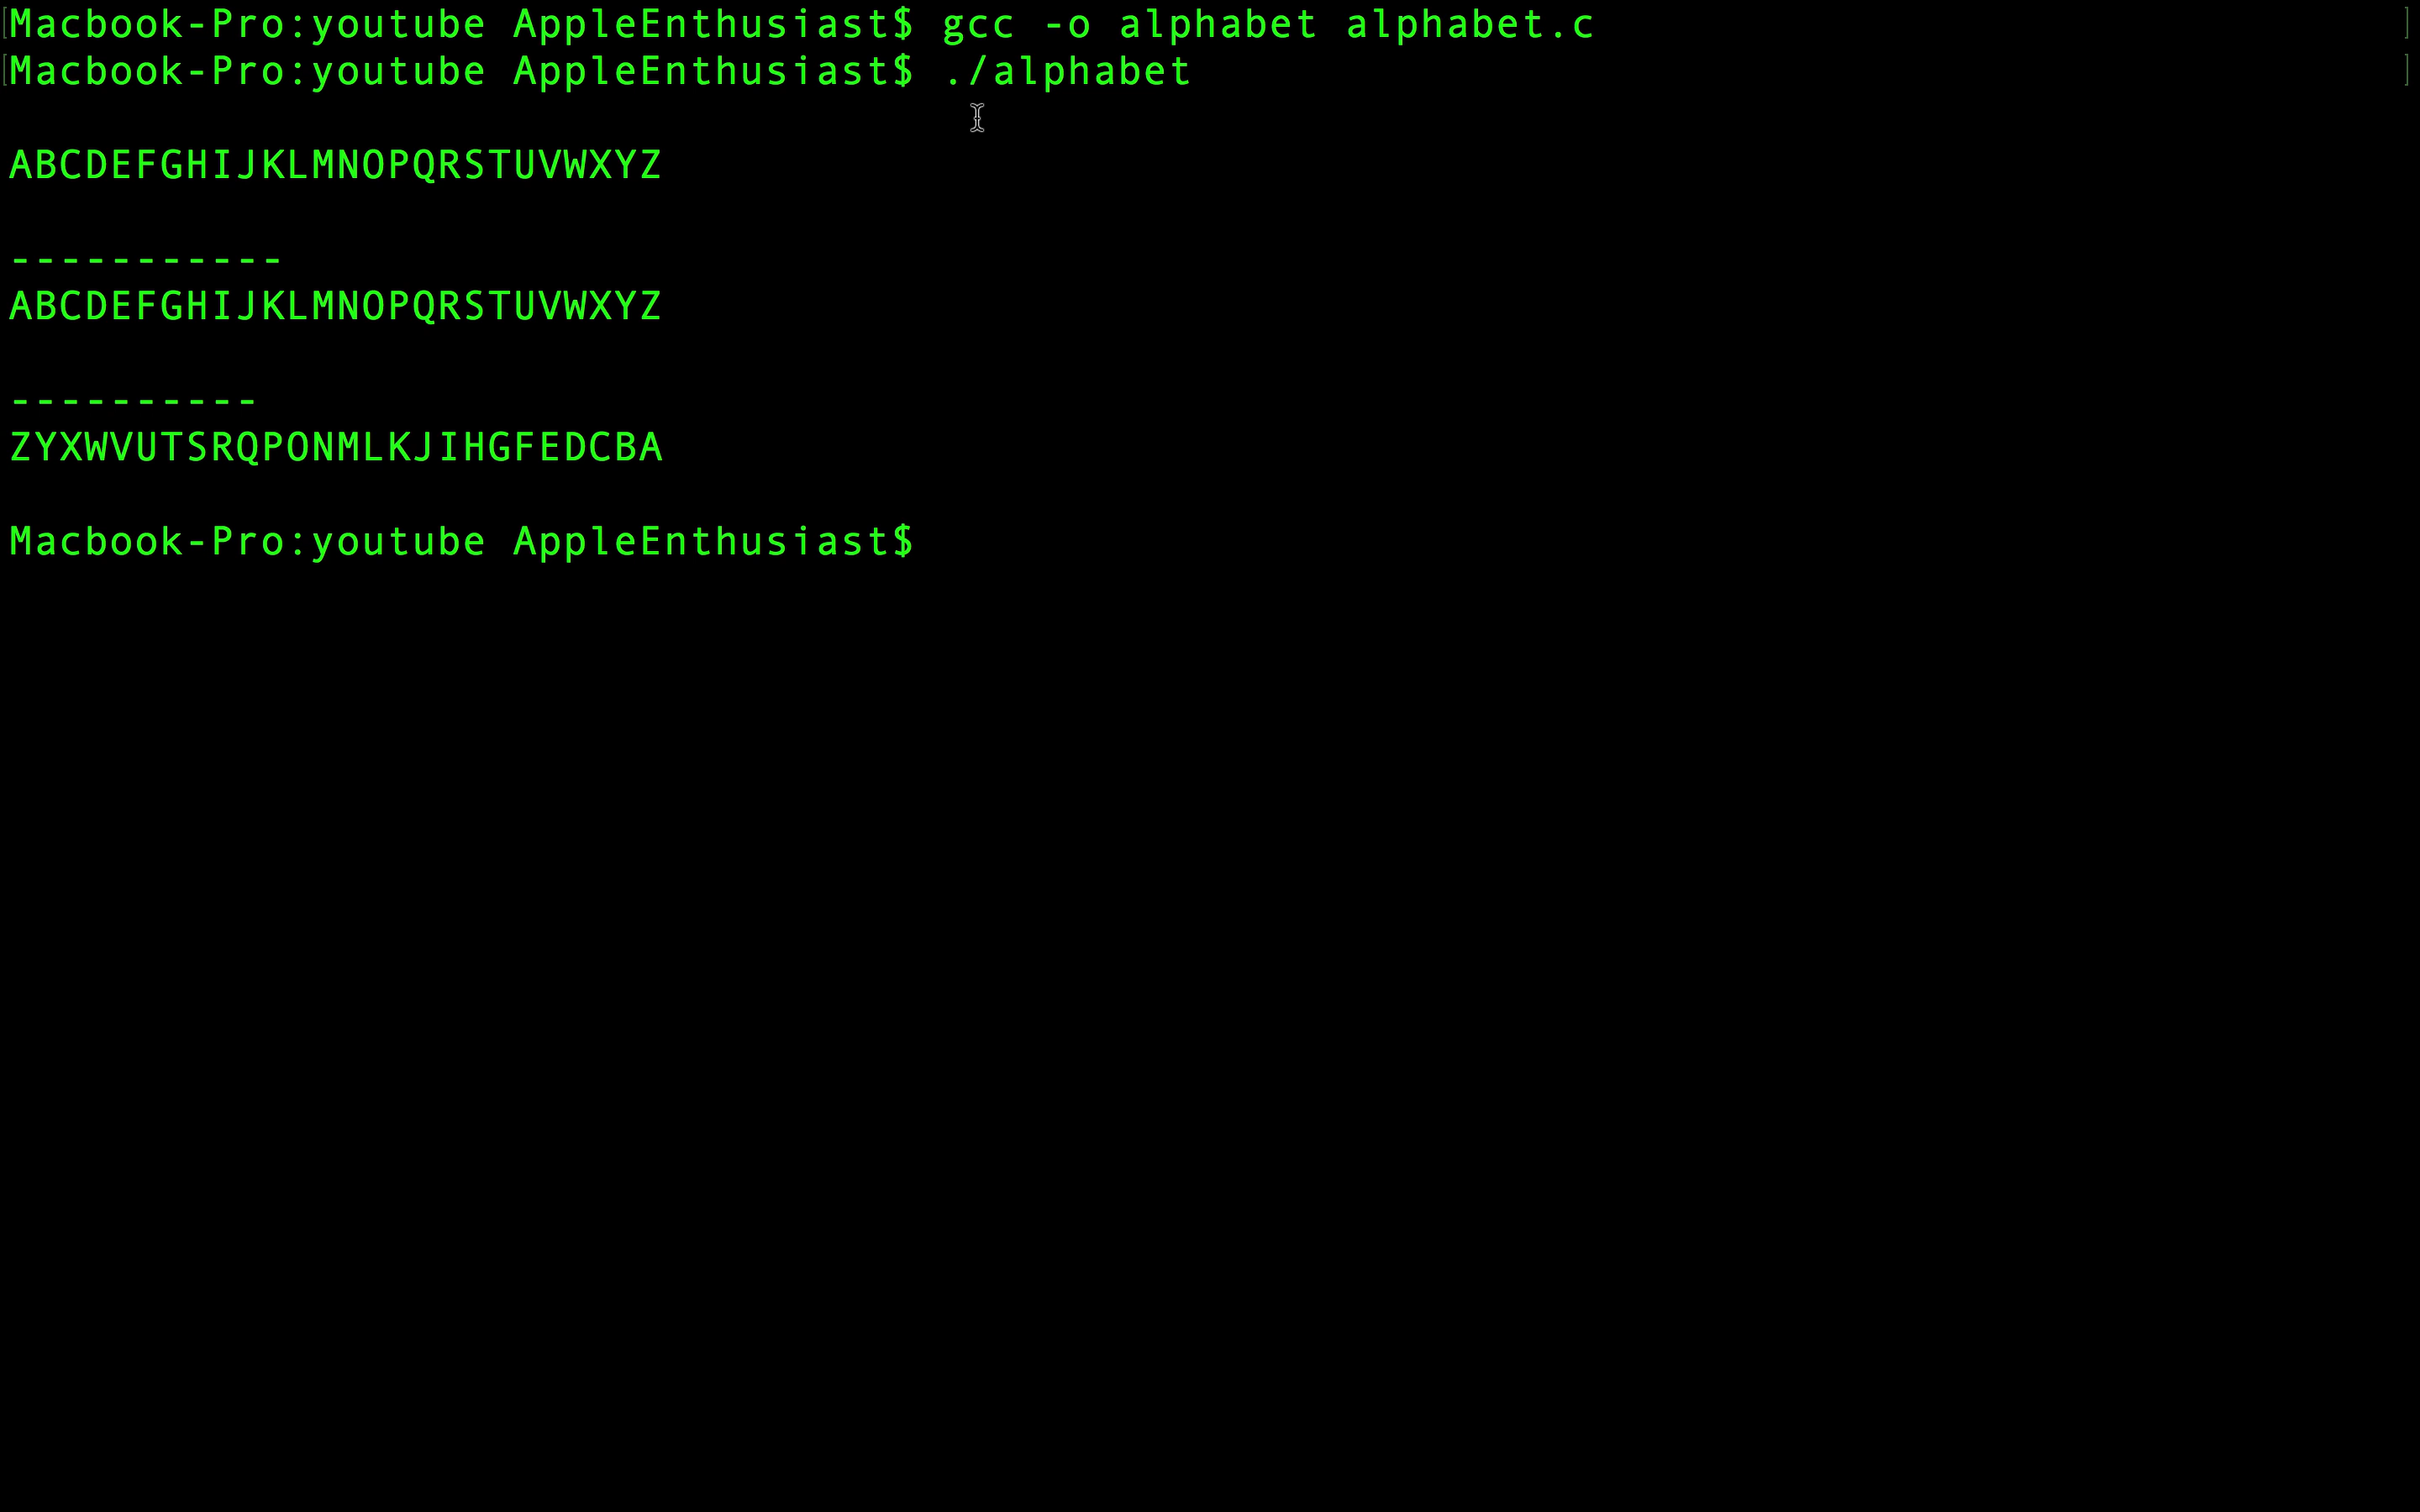 [Macbook-Pro:youtube AppleEnthusiast$ gcc -o alphabet alphabet.c ]
[Macbook-Pro:youtube AppleEnthusiast$ ./alphabet ]
ABCDEFGHIJKLMNOPQRSTUVWXYZ
-----------
ABCDEFGHIJKLMNOPQRSTUVWXYZ
----------
ZYXWVUTSRQPONMLKJIHGFEDCBA
Macbook-Pro:youtube AppleEnthusiast$